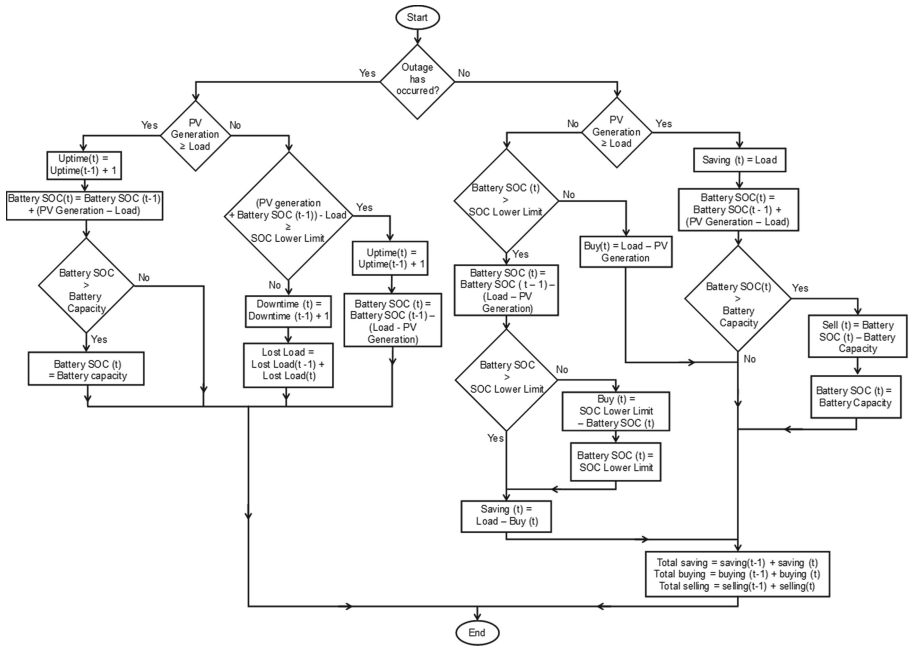 Start
Outage
has
occurred?
Yes
No
PV
Generation
≥ Load
Yes
No
Uptime(t) =
Uptime(t-1) + 1
Battery SOC(t) = Battery SOC (t-1)
+ (PV Generation – Load)
Battery SOC
>
Battery
Capacity
No
Yes
Battery SOC (t)
= Battery capacity
(PV generation
+ Battery SOC (t-1)) - Load
≥
SOC Lower Limit
Yes
No
Downtime (t) =
Downtime (t-1) + 1
Lost Load =
Lost Load(t -1) +
Lost Load(t)
Uptime(t) =
Uptime(t-1) + 1
Battery SOC(t) =
Battery SOC (t-1) –
(Load - PV
Generation)
PV
Generation
≥ Load
No
Yes
Battery SOC (t)
>
SOC Lower Limit
No
Yes
Buy(t) = Load – PV
Generation
Battery SOC (t) =
Battery SOC ( t – 1) –
(Load – PV
Generation)
Battery SOC
>
SOC Lower Limit
No
Yes
Buy (t) =
SOC Lower Limit
– Battery SOC (t)
Battery SOC (t) =
SOC Lower Limit
Saving (t) =
Load – Buy (t)
Saving (t) = Load
Battery SOC(t) =
Battery SOC(t - 1) +
(PV Generation – Load)
Battery SOC(t)
>
Battery
Capacity
Yes
No
Sell (t) = Battery
SOC (t) – Battery
Capacity
Battery SOC (t) =
Battery Capacity
Total saving = saving(t-1) + saving (t)
Total buying = buying (t-1) + buying (t)
Total selling = selling(t-1) + selling(t)
End